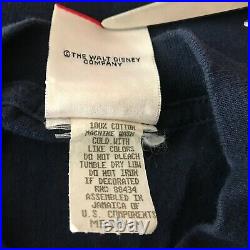 © THE WALT DISNEY
COMPANY
100% COTTON
MACHINE WASH
COLD WITH
LIKE COLORS
DO NOT BLEACH
TUMBLE DRY LOW
DO NOT IRON
IF DECORATED
RN# 88434
ASSEMBLED IN
JAMAICA OF
U.S. COMPONENTS